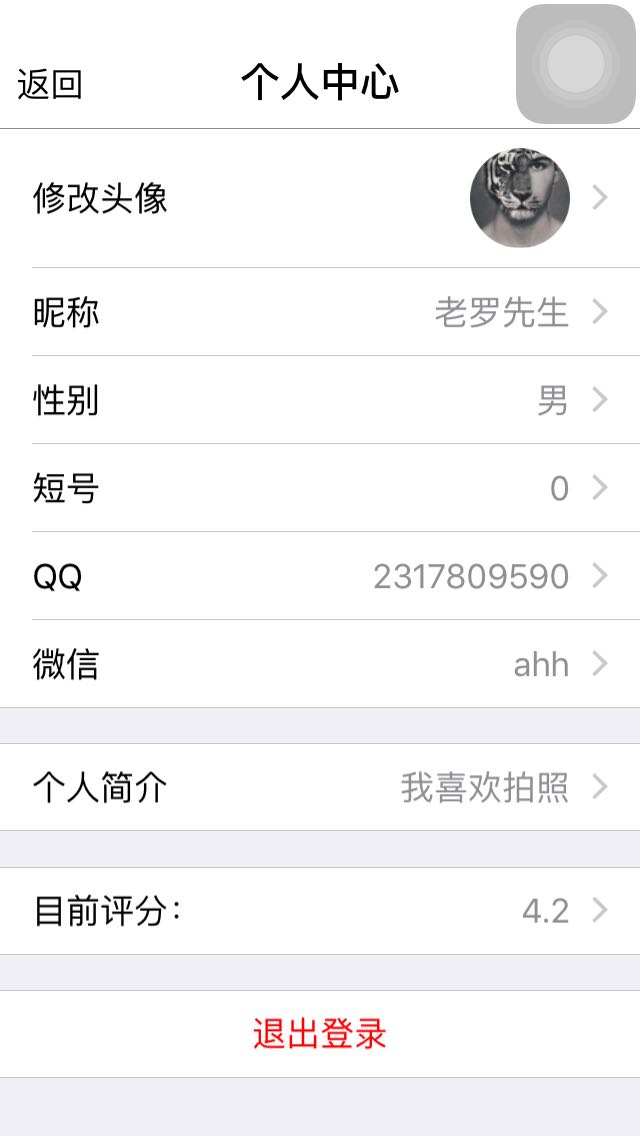 返回
个人中心
修改头像
昵称 老罗先生
性别 男
短号 0
QQ 2317809590
微信 ahh
个人简介 我喜欢拍照
目前评分： 4.2
退出登录